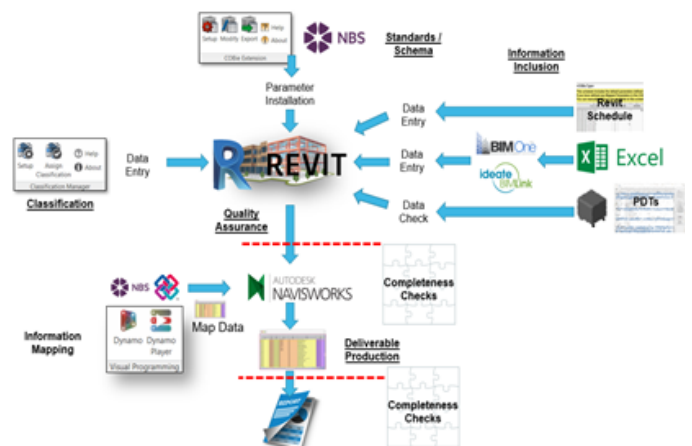 Setup Modify Export
Help
About
COBie Extension
NBS
Standards /
Schema
Information
Inclusion
Parameter
Installation
Data
Entry
Revit
Schedule
Setup
Assign
Classification
Help
About
Classification Manager
Classification
Data
Entry
R REVIT
Data
Entry
BIMOne
ideate
BIMLink
Excel
Data
Check
PDTs
Quality
Assurance
Completeness
Checks
NBS
AUTODESK
NAVISWORKS
Map Data
Information
Mapping
Dynamo
Dynamo
Player
Visual Programming
Deliverable
Production
Completeness
Checks
REPORT